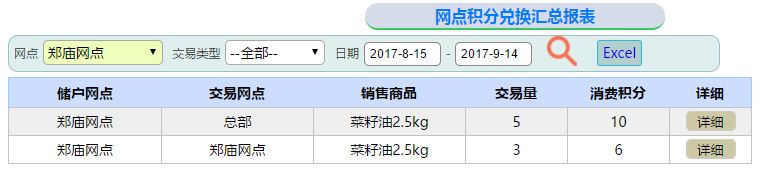 网点积分兑换汇总报表
网点 郑庙网点 交易类型 --全部-- 日期 2017-8-15 - 2017-9-14 Excel
储户网点 交易网点 销售商品 交易量 消费积分 详细
郑庙网点 总部 菜籽油2.5kg 5 10 详细
郑庙网点 郑庙网点 菜籽油2.5kg 3 6 详细